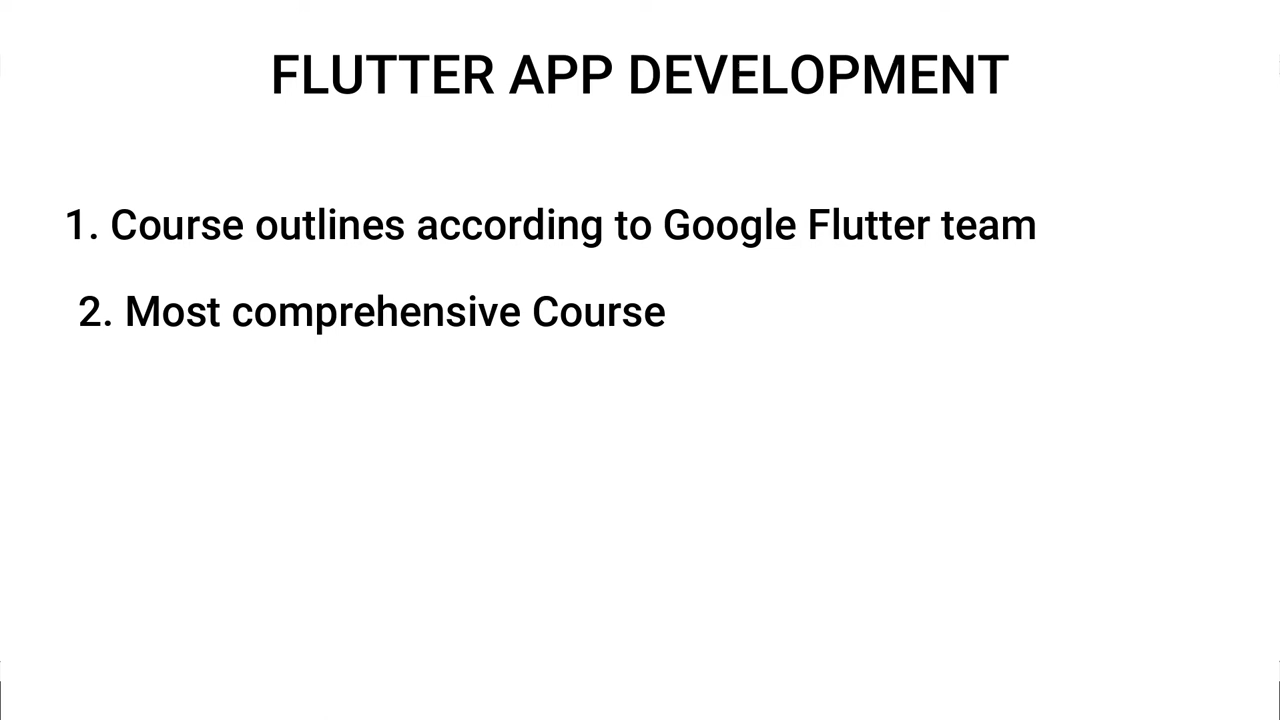 FLUTTER APP DEVELOPMENT
1. Course outlines according to Google Flutter team
2. Most comprehensive Course